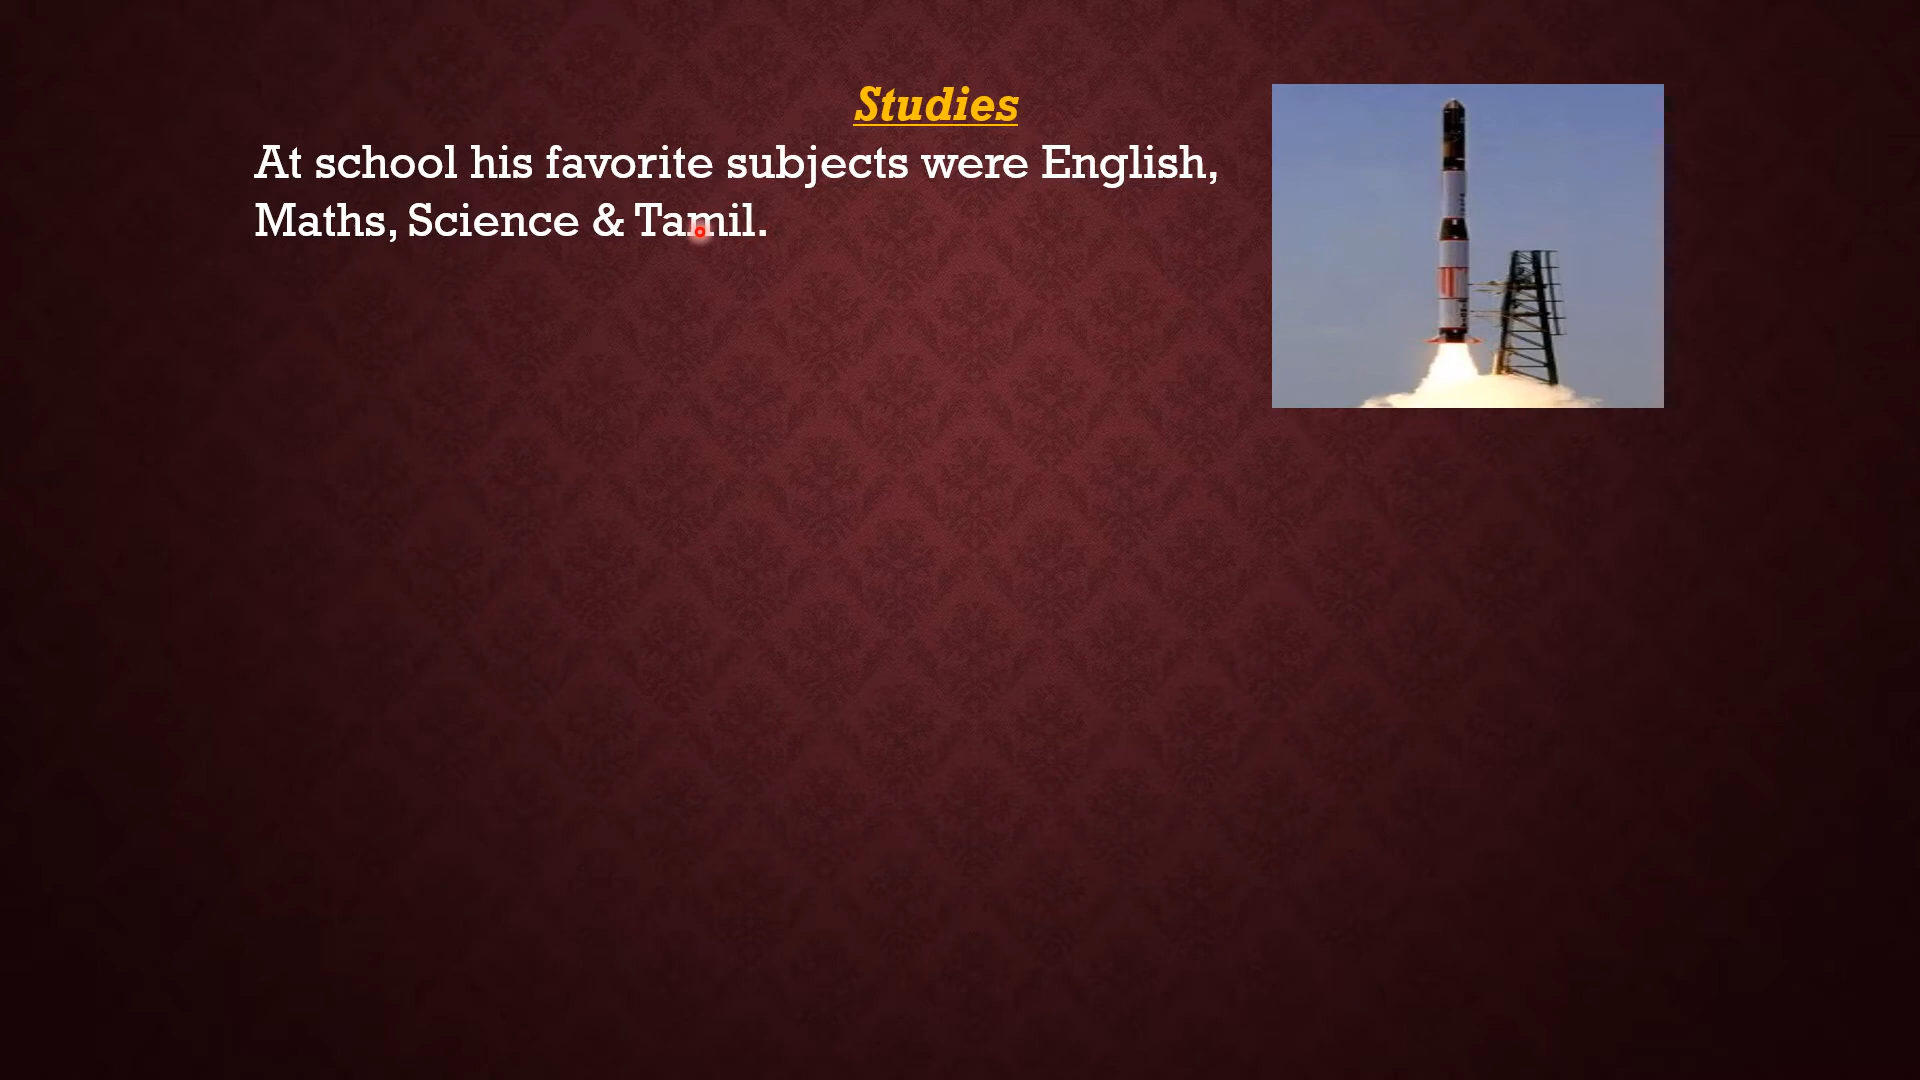 Studies
At school his favorite subjects were English,
Maths, Science & Tamil.